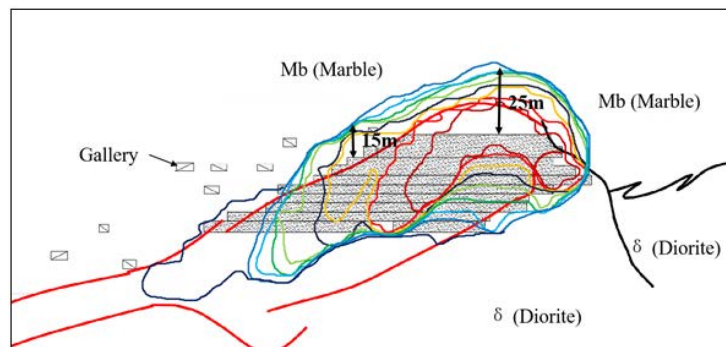 Mb (Marble)
25m
Mb (Marble)
15m
Gallery
δ (Diorite)
δ (Diorite)